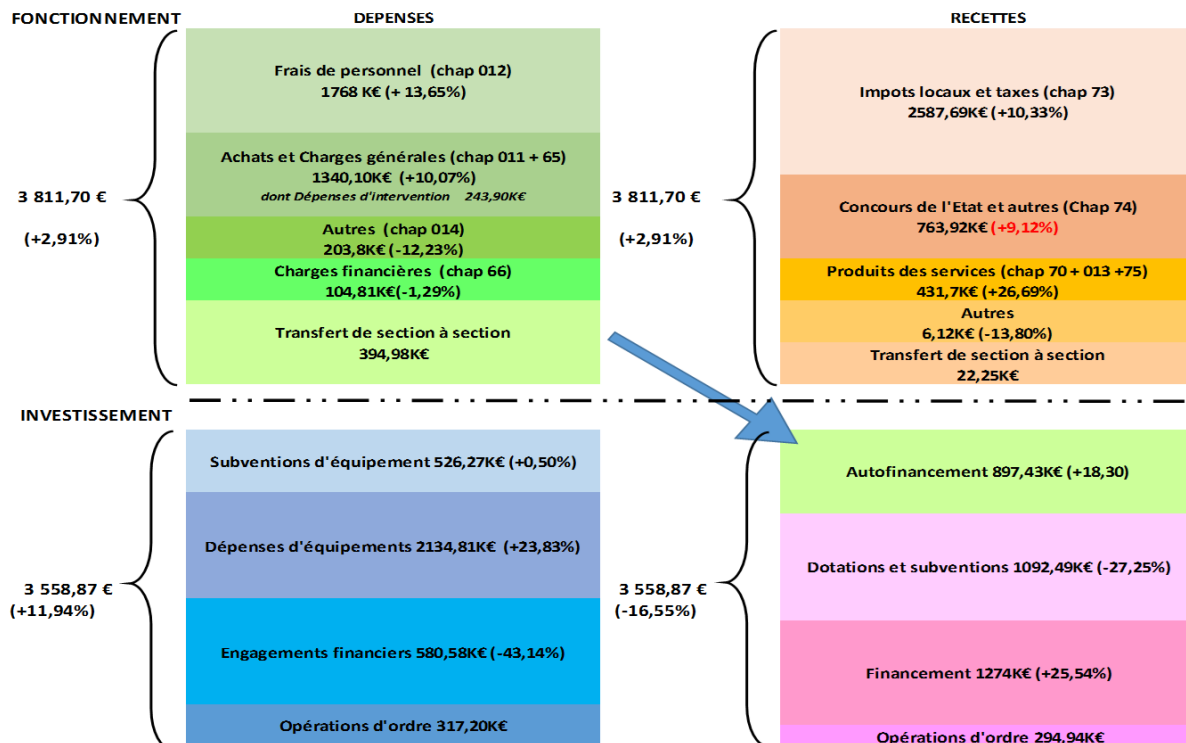 FONCTIONNEMENT
DEPENSES
RECETTES
Frais de personnel (chap 012)
1768 K€ (+ 13,65%)
Achats et Charges générales (chap 011 + 65)
1340,10K€ (+10,07%)
dont Dépenses d'intervention 243,90K€
Autres (chap 014)
203,8K€ (-12,23%)
Charges financières (chap 66)
104,81K€(-1,29%)
Transfert de section à section
394,98K€
3 811,70 €
(+2,91%)
Impots locaux et taxes (chap 73)
2587,69K€ (+10,33%)
Concours de l'Etat et autres (Chap 74)
763,92K€ (+9,12%)
Produits des services (chap 70 + 013 +75)
431,7K€ (+26,69%)
Autres
6,12K€ (-13,80%)
Transfert de section à section
22,25K€
3 811,70 €
(+2,91%)
INVESTISSEMENT
Subventions d'équipement 526,27K€ (+0,50%)
Dépenses d'équipements 2134,81K€ (+23,83%)
Engagements financiers 580,58K€ (-43,14%)
Opérations d'ordre 317,20K€
3 558,87 €
(+11,94%)
Autofinancement 897,43K€ (+18,30)
Dotations et subventions 1092,49K€ (-27,25%)
Financement 1274K€ (+25,54%)
Opérations d'ordre 294,94K€
3 558,87 €
(-16,55%)